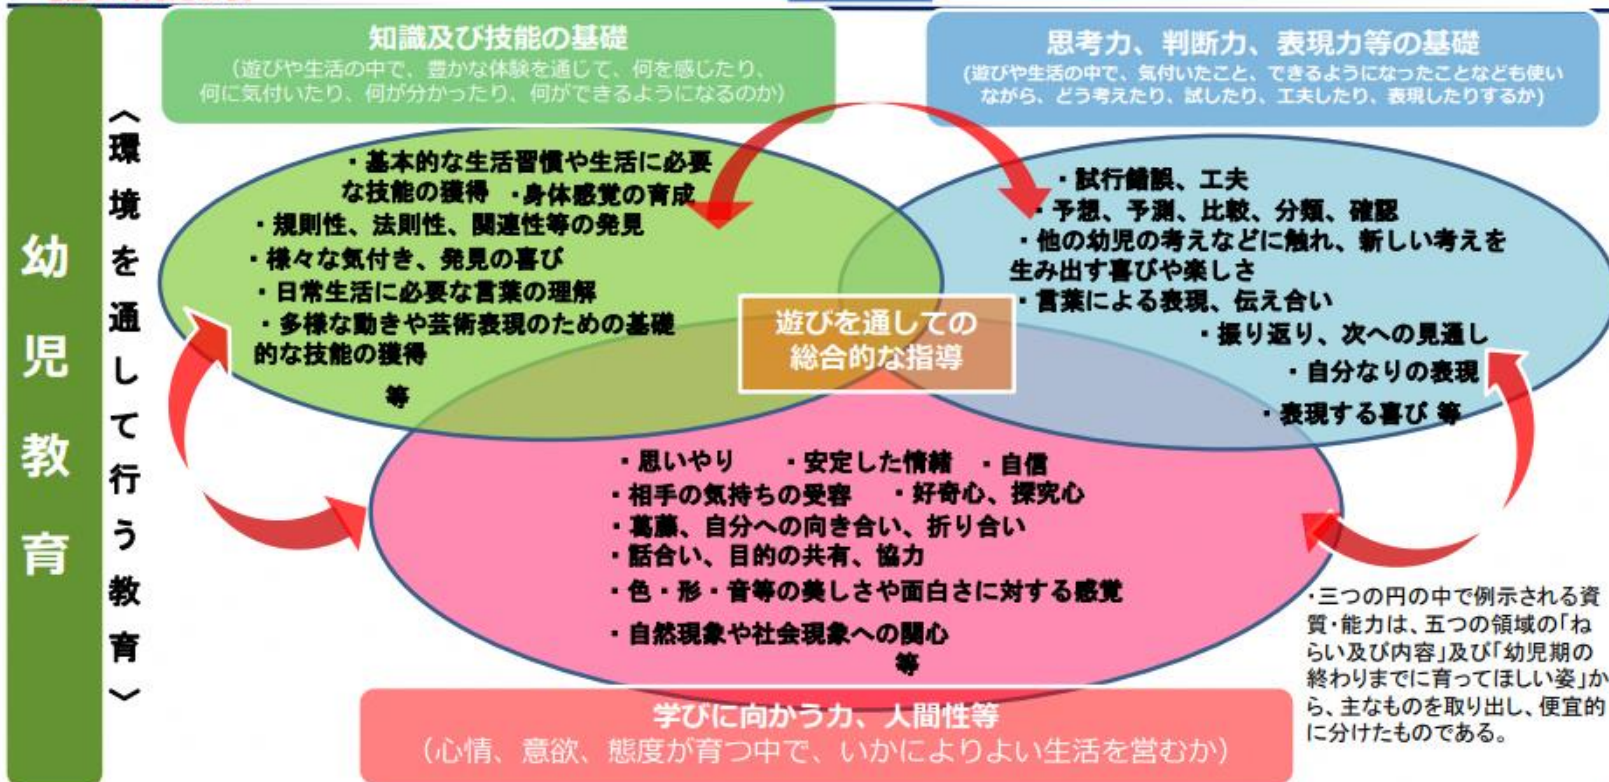 幼児教育
〈環境を通して行う教育〉
知識及び技能の基礎
(遊びや生活の中で、豊かな体験を通じて、何を感じたり、
何に気付いたり、何が分かったり、何ができるようになるのか)
思考力、判断力、表現力等の基礎
(遊びや生活の中で、気付いたこと、できるようになったことなども使い
ながら、どう考えたり、試したり、工夫したり、表現したりするか)
・基本的な生活習慣や生活に必要
な技能の獲得 ・身体感覚の育成
・規則性、法則性、関連性等の発見
・様々な気付き、発見の喜び
・日常生活に必要な言葉の理解
・多様な動きや芸術表現のための基礎
的な技能の獲得
等
・試行錯誤、工夫
・予想、予測、比較、分類、確認
・他の幼児の考えなどに触れ、新しい考えを
生み出す喜びや楽しさ
・言葉による表現、伝え合い
・振り返り、次への見通し
・自分なりの表現
・表現する喜び 等
遊びを通しての
総合的な指導
・思いやり ・安定した情緒 ・自信
・相手の気持ちの受容 ・好奇心、探究心
・葛藤、自分への向き合い、折り合い
・話合い、目的の共有、協力
・色・形・音等の美しさや面白さに対する感覚
・自然現象や社会現象への関心
等
学びに向かう力、人間性等
(心情、意欲、態度が育つ中で、いかによりよい生活を営むか)
・三つの円の中で例示される資
質・能力は、五つの領域の「ね
らい及び内容」及び「幼児期の
終わりまでに育ってほしい姿」か
ら、主なものを取り出し、便宜的
に分けたものである。